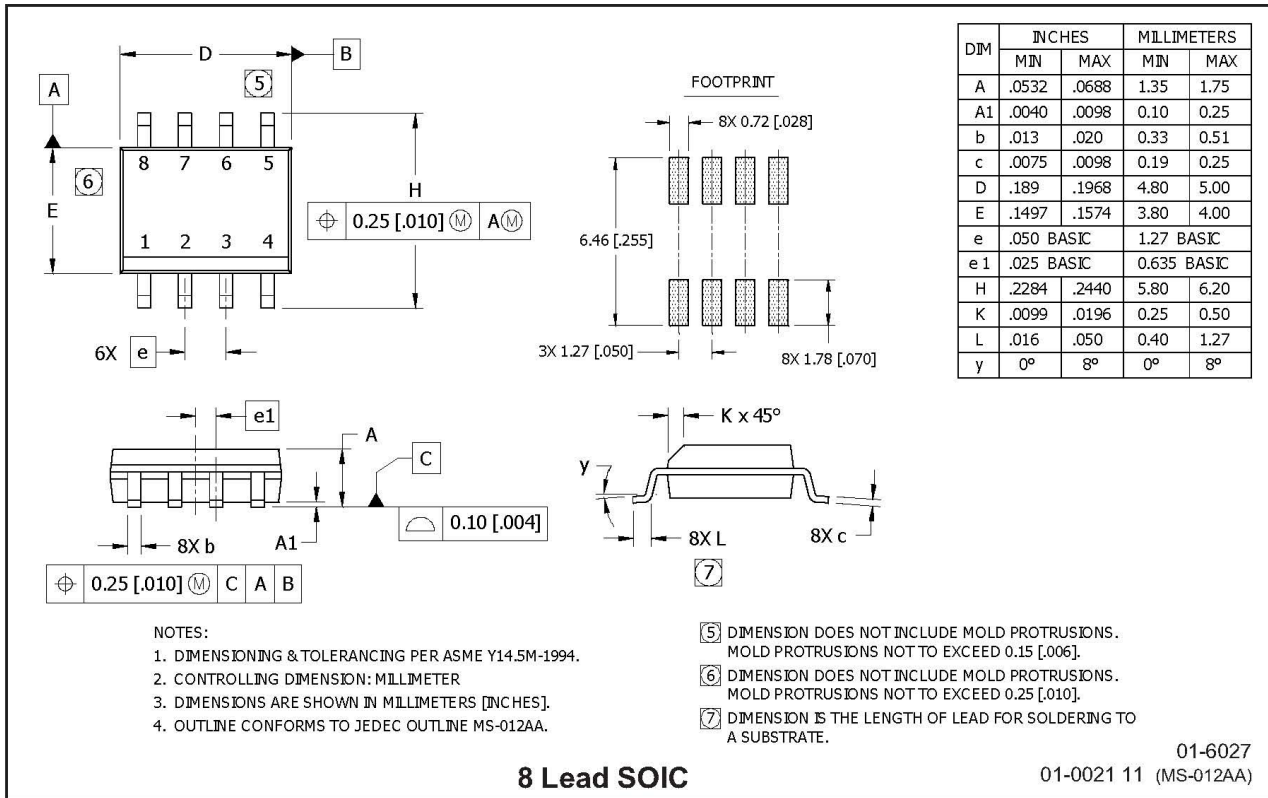 D
B
5
A
8 7 6 5
6
E
H
⌖ 0.25 [.010] Ⓜ AⓂ
1 2 3 4
6X e
FOOTPRINT
8X 0.72 [.028]
6.46 [.255]
3X 1.27 [.050]
8X 1.78 [.070]
DIM INCHES MILLIMETERS
MIN MAX MIN MAX
A .0532 .0688 1.35 1.75
A1 .0040 .0098 0.10 0.25
b .013 .020 0.33 0.51
c .0075 .0098 0.19 0.25
D .189 .1968 4.80 5.00
E .1497 .1574 3.80 4.00
e .050 BASIC 1.27 BASIC
e 1 .025 BASIC 0.635 BASIC
H .2284 .2440 5.80 6.20
K .0099 .0196 0.25 0.50
L .016 .050 0.40 1.27
y 0° 8° 0° 8°
e1
A
C
0.10 [.004]
8X b
A1
⌖ 0.25 [.010] Ⓜ C A B
K x 45°
y
8X L
7
8X c
NOTES:
1. DIMENSIONING & TOLERANCING PER ASME Y14.5M-1994.
2. CONTROLLING DIMENSION: MILLIMETER
3. DIMENSIONS ARE SHOWN IN MILLIMETERS [INCHES].
4. OUTLINE CONFORMS TO JEDEC OUTLINE MS-012AA.
5 DIMENSION DOES NOT INCLUDE MOLD PROTRUSIONS.
MOLD PROTRUSIONS NOT TO EXCEED 0.15 [.006].
6 DIMENSION DOES NOT INCLUDE MOLD PROTRUSIONS.
MOLD PROTRUSIONS NOT TO EXCEED 0.25 [.010].
7 DIMENSION IS THE LENGTH OF LEAD FOR SOLDERING TO
A SUBSTRATE.
8 Lead SOIC
01-6027
01-0021 11 (MS-012AA)